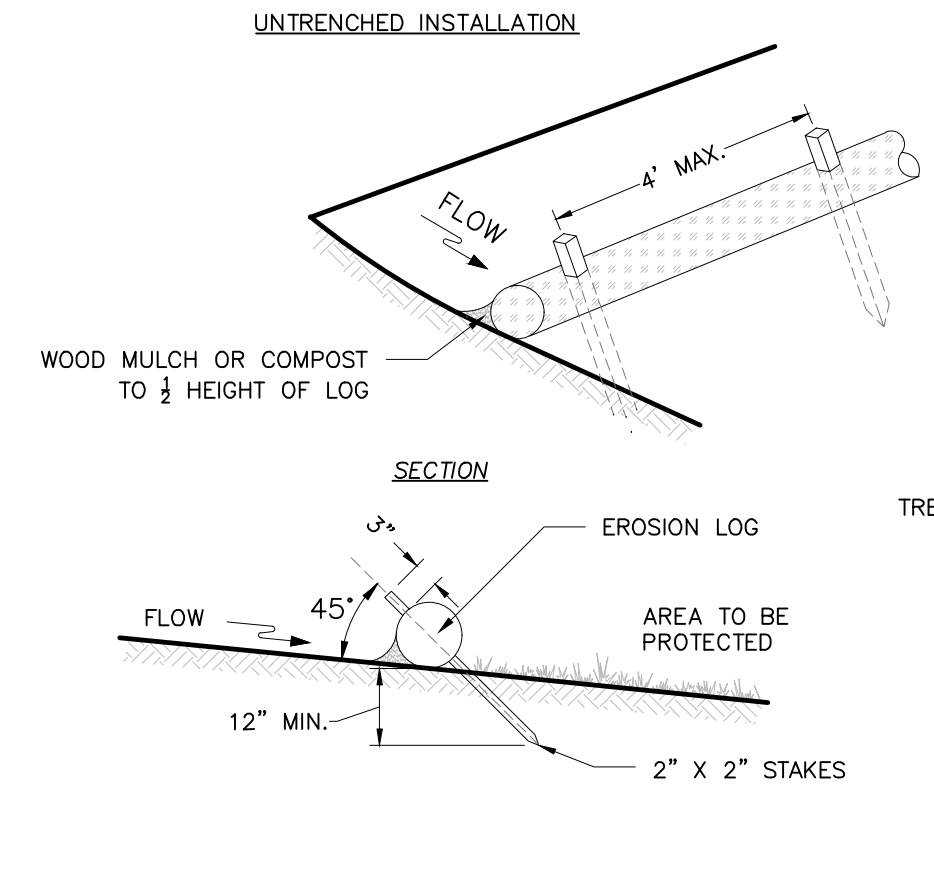 UNTRENCHED INSTALLATION
4' MAX.
FLOW
WOOD MULCH OR COMPOST
TO 1/2 HEIGHT OF LOG
SECTION
3"
EROSION LOG
45°
FLOW
AREA TO BE
PROTECTED
12" MIN.
2" X 2" STAKES
TRE